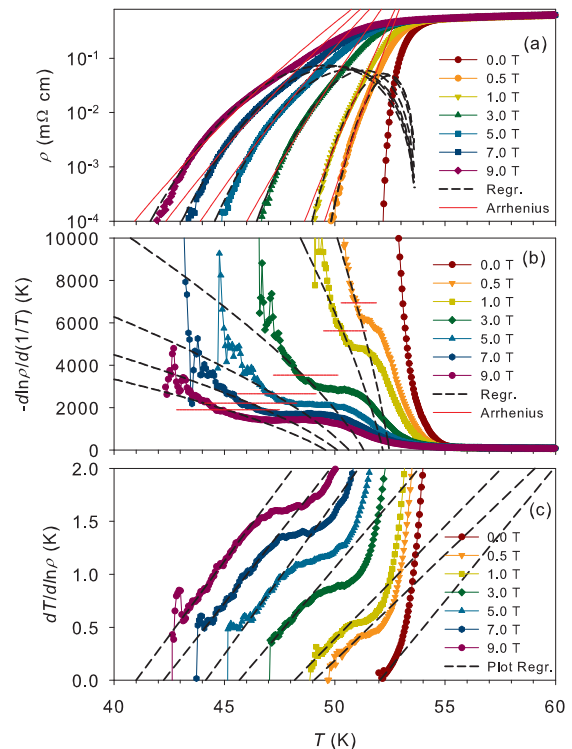 (a)
10⁻¹
10⁻²
10⁻³
10⁻⁴
ρ (mΩ cm)
0.0 T
0.5 T
1.0 T
3.0 T
5.0 T
7.0 T
9.0 T
Regr.
Arrhenius
(b)
10000
8000
6000
4000
2000
0
-dlnρ/d(1/T) (K)
0.0 T
0.5 T
1.0 T
3.0 T
5.0 T
7.0 T
9.0 T
Regr.
Arrhenius
(c)
2.0
1.5
1.0
0.5
0.0
dT/dlnρ (K)
0.0 T
0.5 T
1.0 T
3.0 T
5.0 T
7.0 T
9.0 T
Plot Regr.
40 45 50 55 60
T (K)